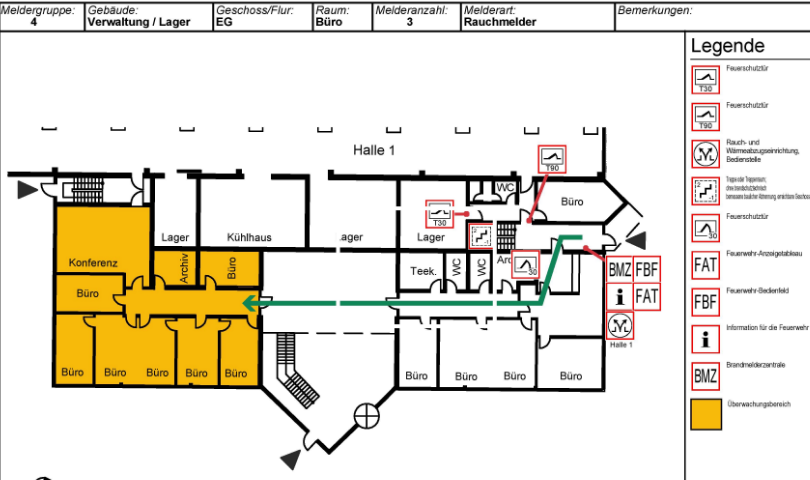 Meldergruppe: Gebäude: Geschoss/Flur: Raum: Melderanzahl: Melderart: Bemerkungen:
4 Verwaltung / Lager EG Büro 3 Rauchmelder
Legende
T30
Feuerschutztür
T90
Feuerschutztür
Rauch- und
Wärmeabzugseinrichtung,
Bedienstelle
30
Feuerschutztür
FAT
Feuerwehr-Anzeigetableau
FBF
Feuerwehr-Bedienfeld
i
Information für die Feuerwehr
BMZ
Brandmelderzentrale
Überwachungsbereich
Halle 1
T90
WC
Büro
T30
Lager
Kühlhaus
ager
Lager
Konferenz
Archiv
Büro
Teek.
WC
WC
Arc
30
BMZ FBF
i FAT
Halle 1
Büro
Büro
Büro
Büro
Büro
Büro
Büro
Büro
Büro
Büro